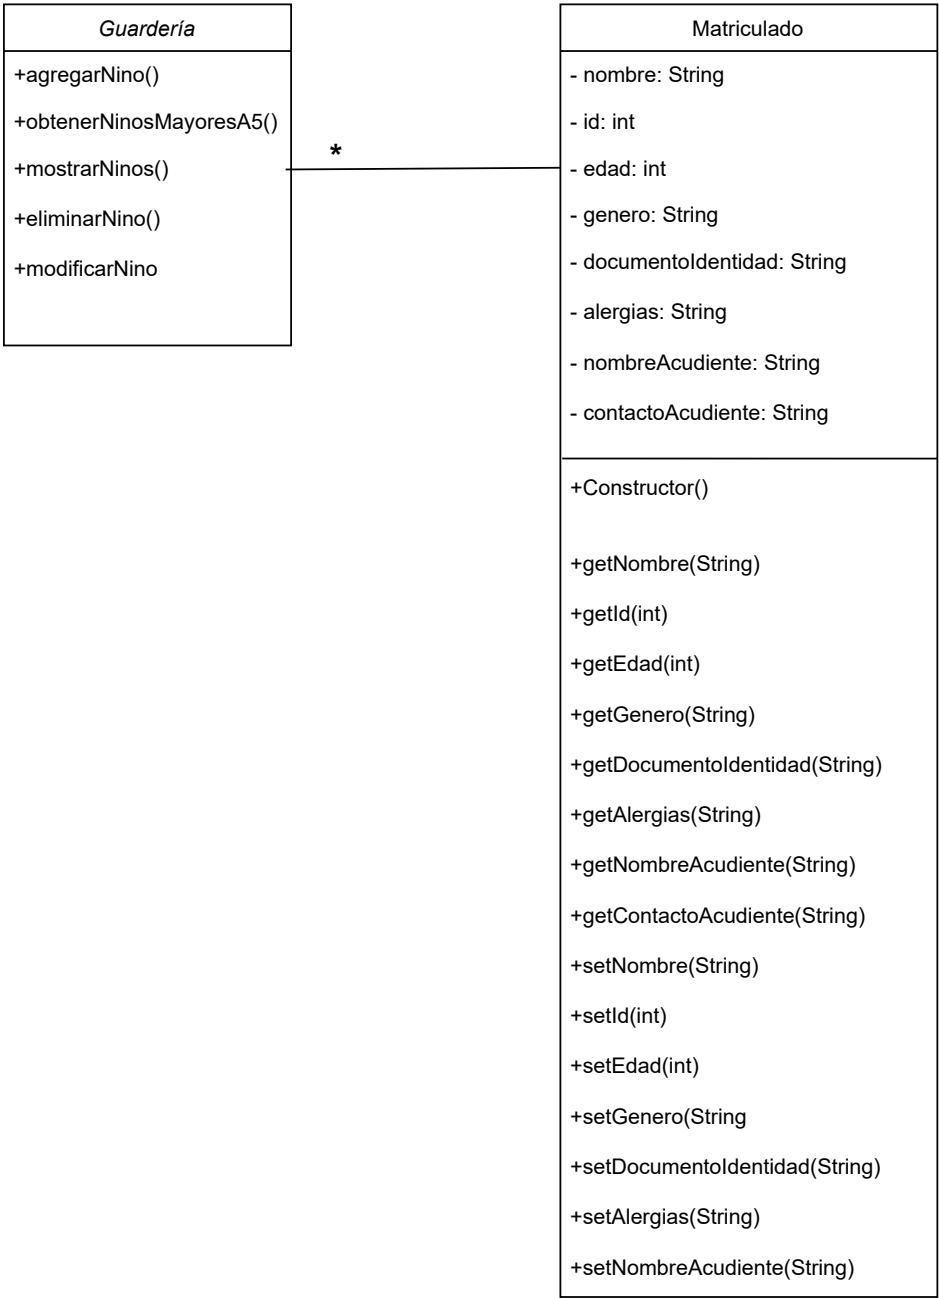 Guardería
+agregarNino()
+obtenerNinosMayoresA5()
+mostrarNinos()
+eliminarNino()
+modificarNino
*
Matriculado
- nombre: String
- id: int
- edad: int
- genero: String
- documentoIdentidad: String
- alergias: String
- nombreAcudiente: String
- contactoAcudiente: String
+Constructor()
+getNombre(String)
+getId(int)
+getEdad(int)
+getGenero(String)
+getDocumentoIdentidad(String)
+getAlergias(String)
+getNombreAcudiente(String)
+getContactoAcudiente(String)
+setNombre(String)
+setId(int)
+setEdad(int)
+setGenero(String
+setDocumentoIdentidad(String)
+setAlergias(String)
+setNombreAcudiente(String)